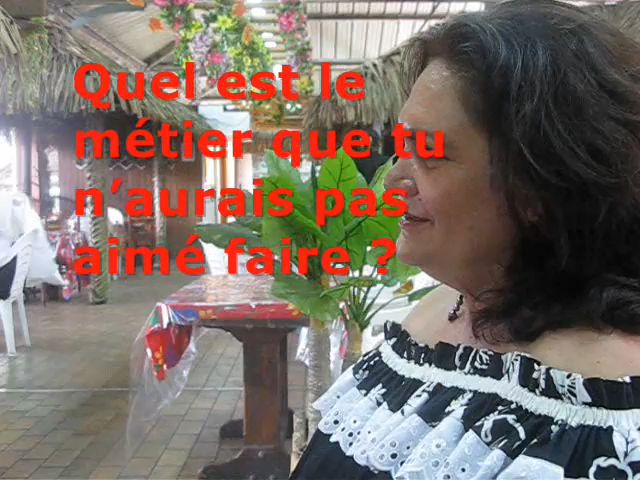 Quel est le
métier que tu
n’aurais pas
aimé faire ?